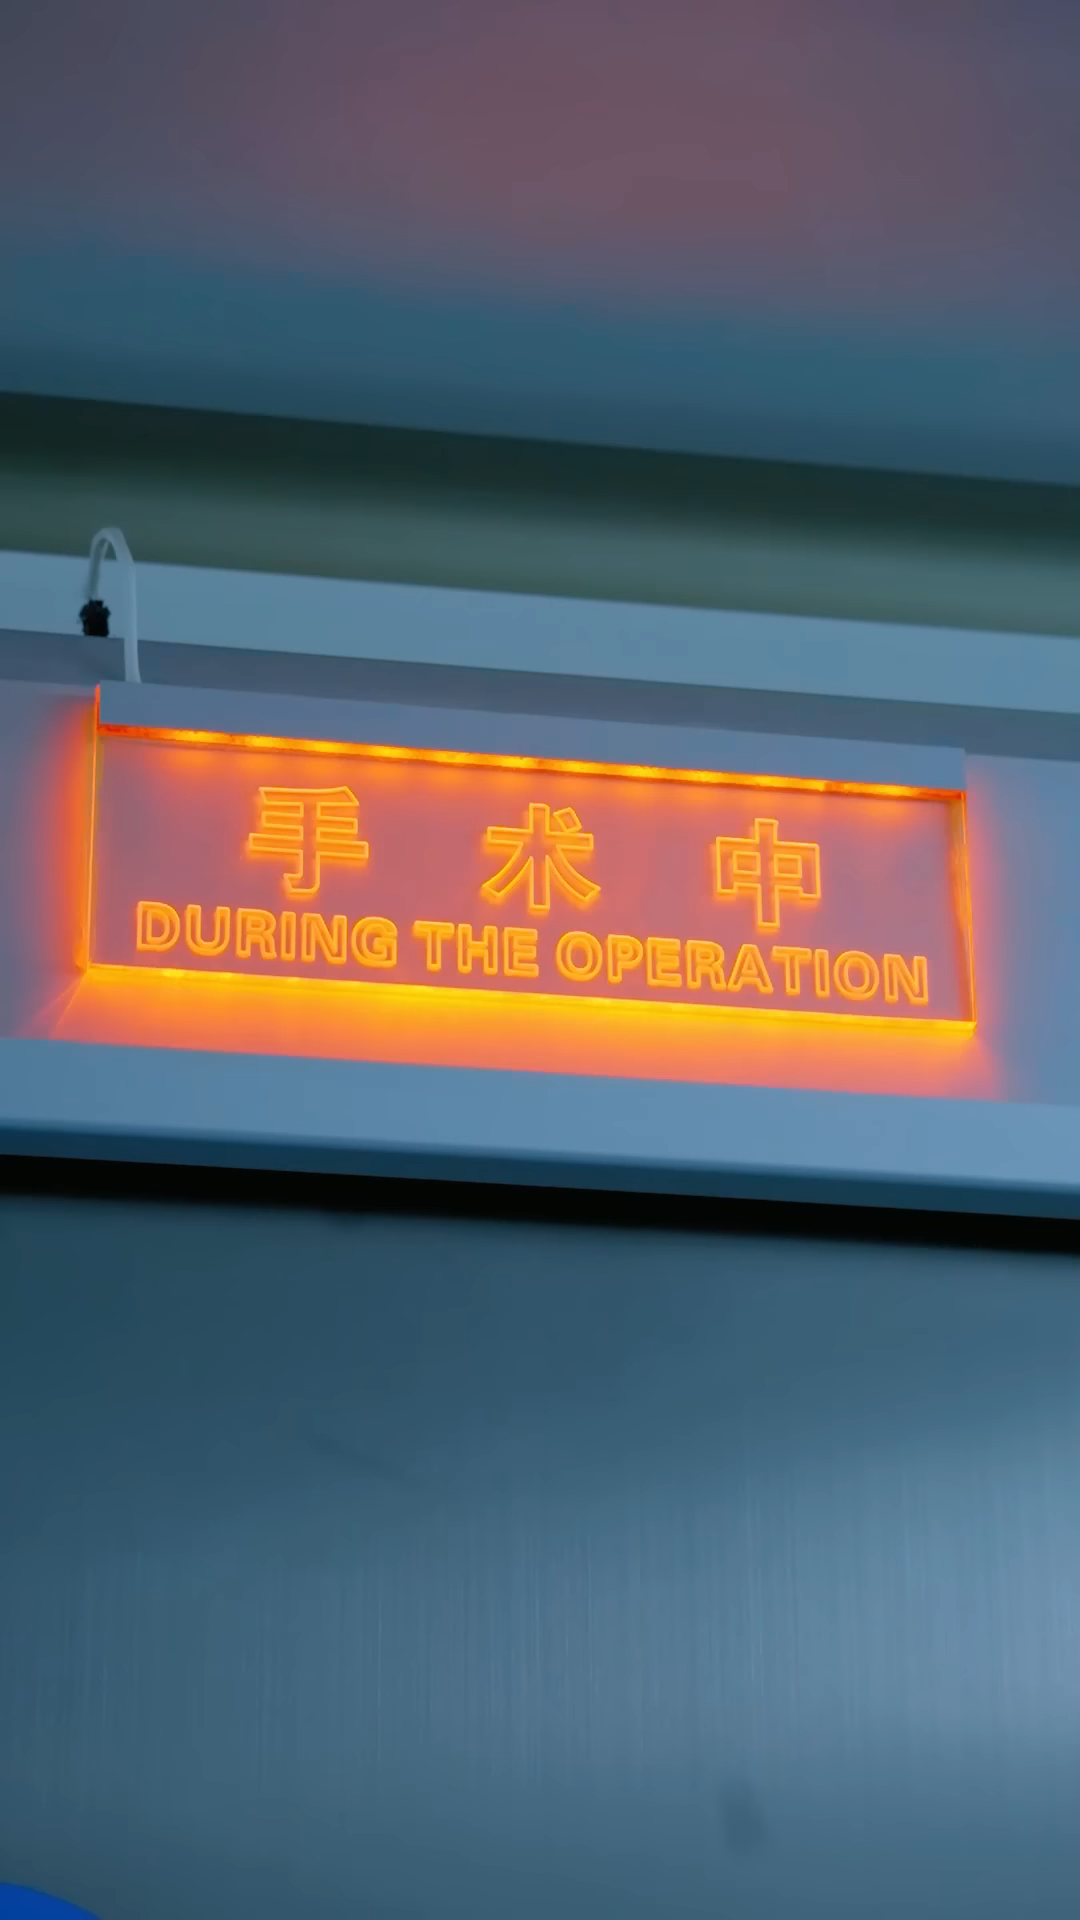 手术中
DURING THE OPERATION